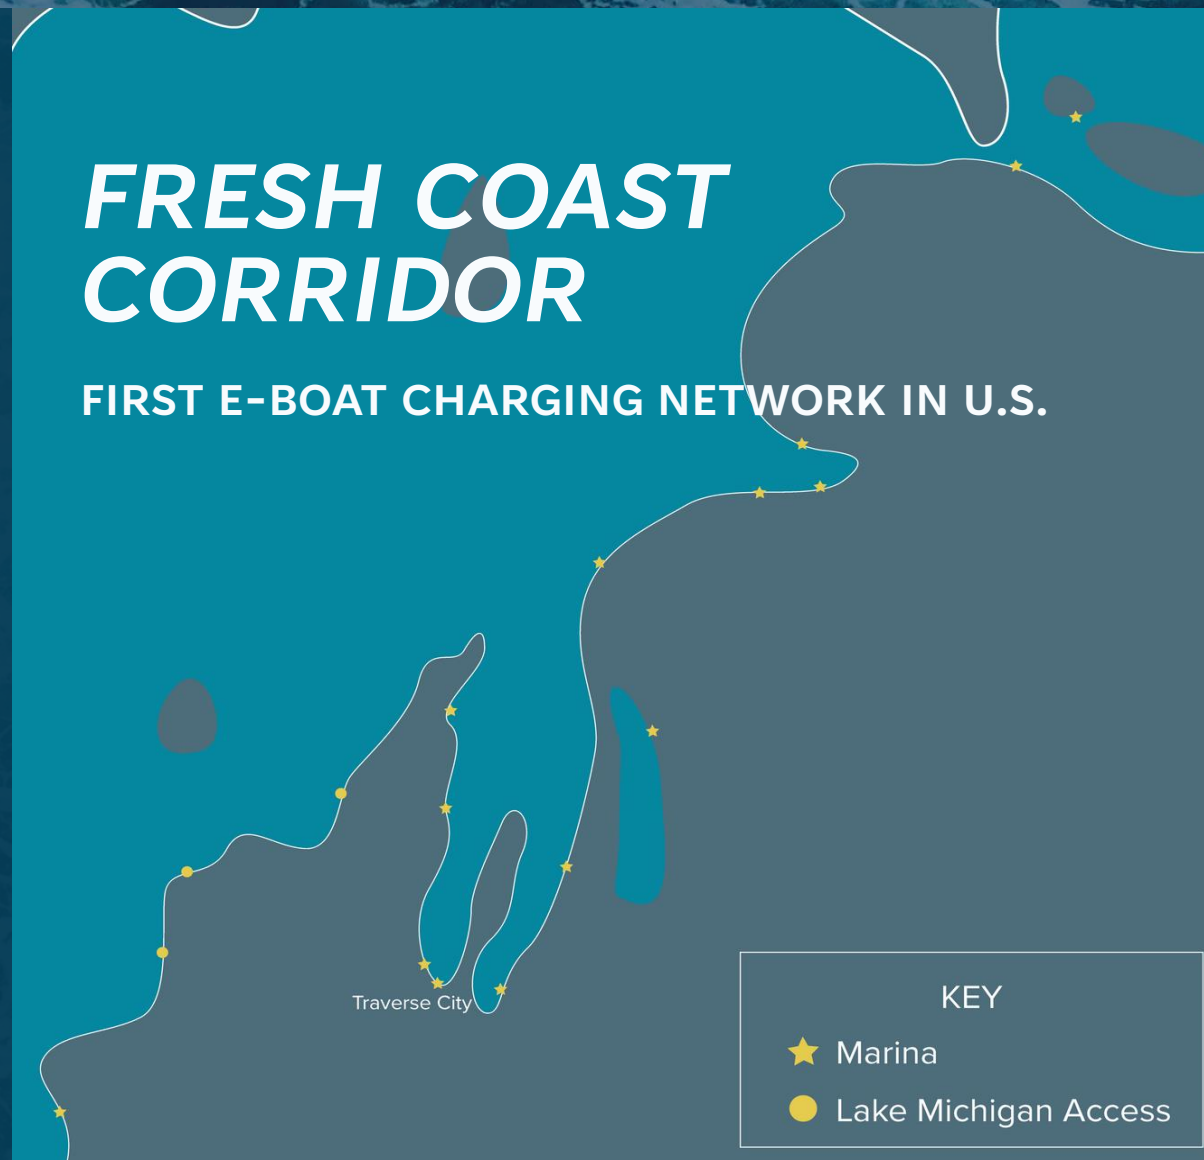 FRESH COAST
CORRIDOR
FIRST E-BOAT CHARGING NETWORK IN U.S.
Traverse City
KEY
Marina
Lake Michigan Access